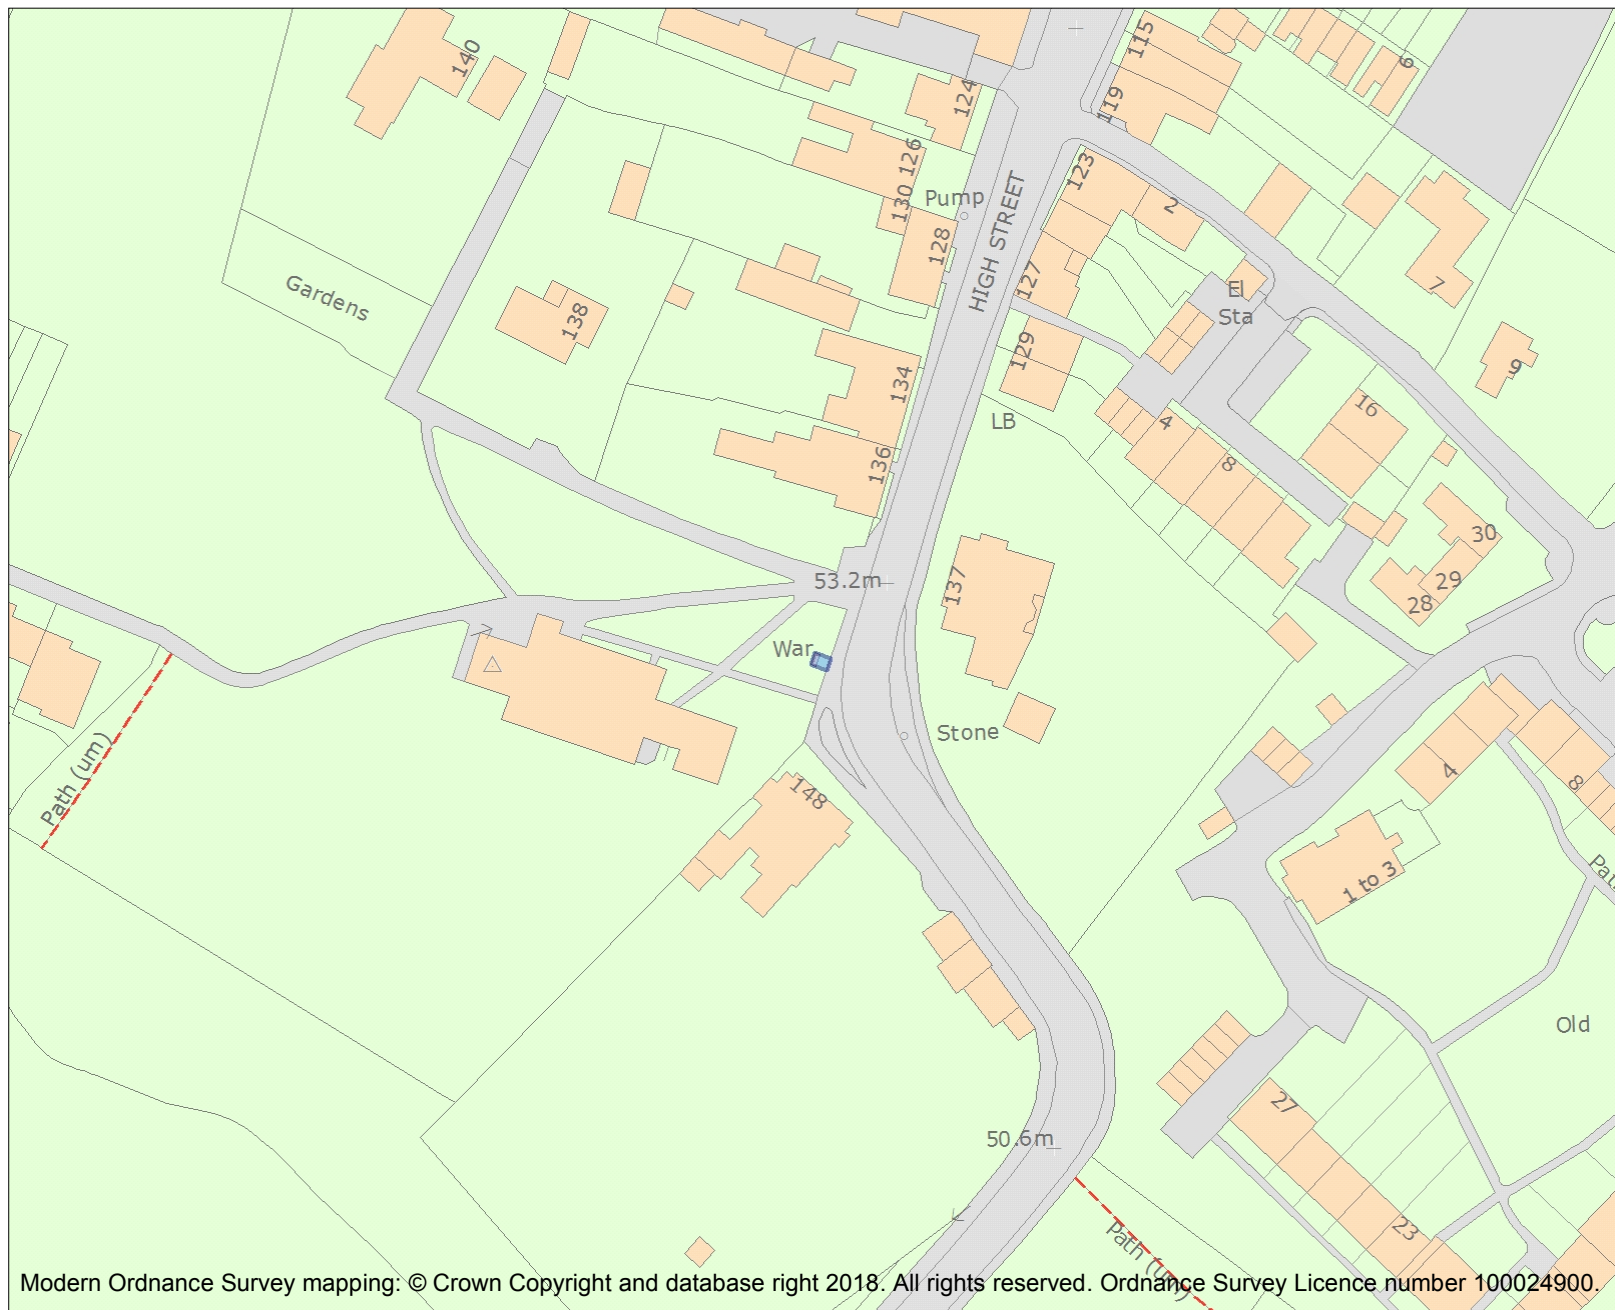 140
115
6
119
124
126
123
130
Pump
2
128
HIGH STREET
127
7
Gardens
El
Sta
138
129
9
134
16
LB
4
136
8
30
53.2m
137
29
28
War
Stone
Path (um)
148
4
8
1 to 3
Old
27
50.6m
23
Path (um)
Modern Ordnance Survey mapping: © Crown Copyright and database right 2018. All rights reserved. Ordnance Survey Licence number 100024900.